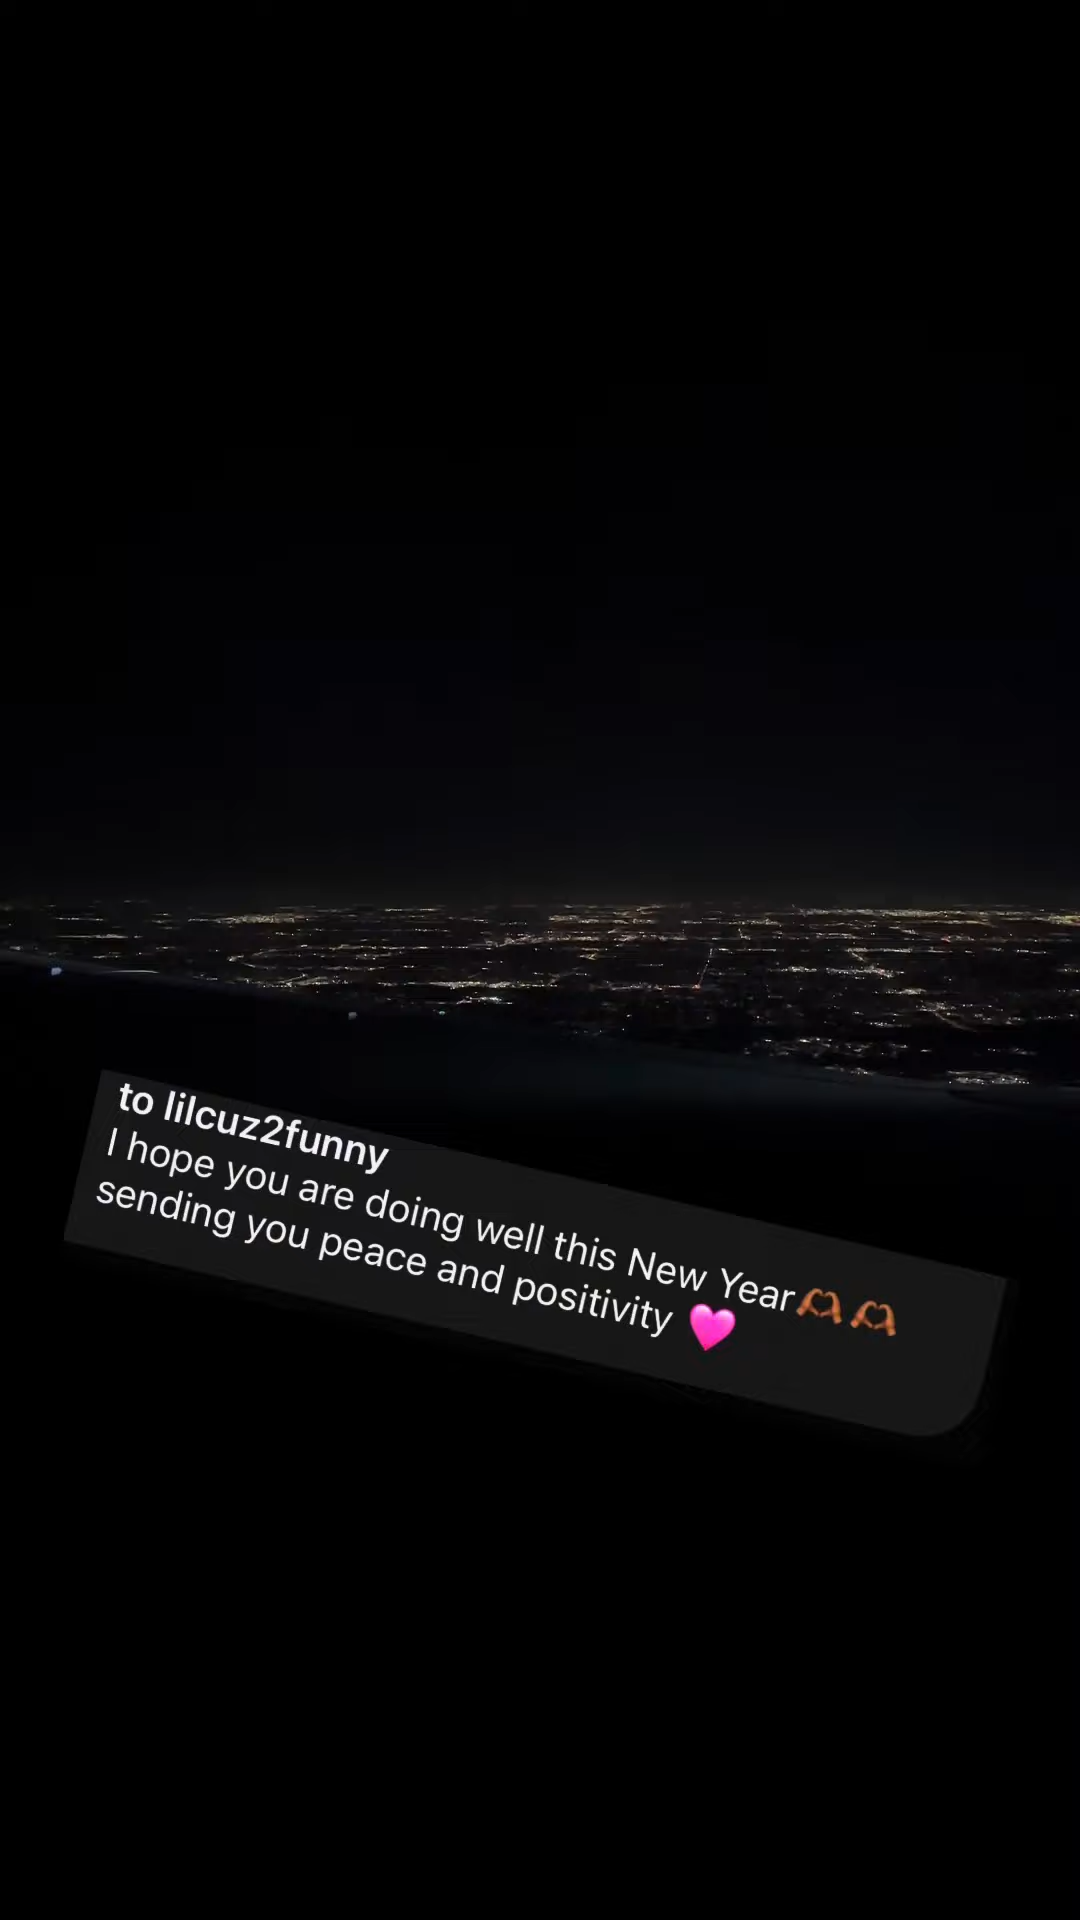 to lilcuz2funny
I hope you are doing well this New Year🫶🏾🫶🏾
sending you peace and positivity 🩷